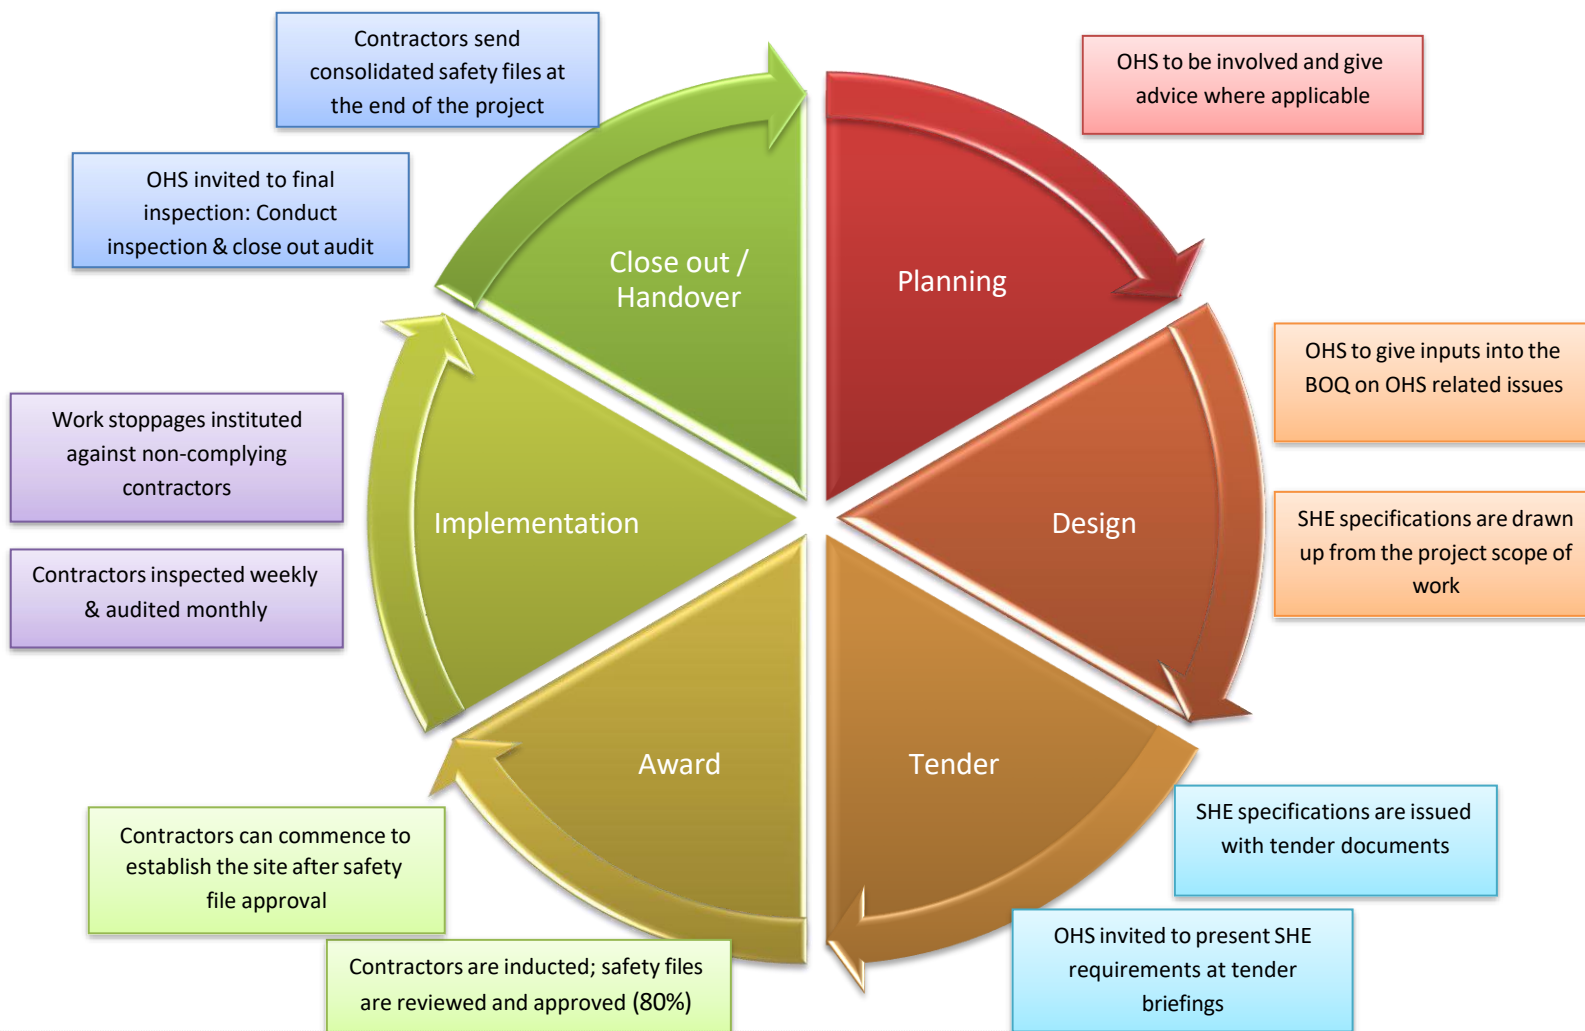 Contractors send
consolidated safety files at
the end of the project
OHS to be involved and give
advice where applicable
OHS invited to final
inspection: Conduct
inspection & close out audit
Close out /
Handover
Planning
OHS to give inputs into the
BOQ on OHS related issues
Work stoppages instituted
against non-complying
contractors
Implementation
Design
SHE specifications are drawn
up from the project scope of
work
Contractors inspected weekly
& audited monthly
Award
Tender
SHE specifications are issued
with tender documents
Contractors can commence to
establish the site after safety
file approval
OHS invited to present SHE
requirements at tender
briefings
Contractors are inducted; safety files
are reviewed and approved (80%)